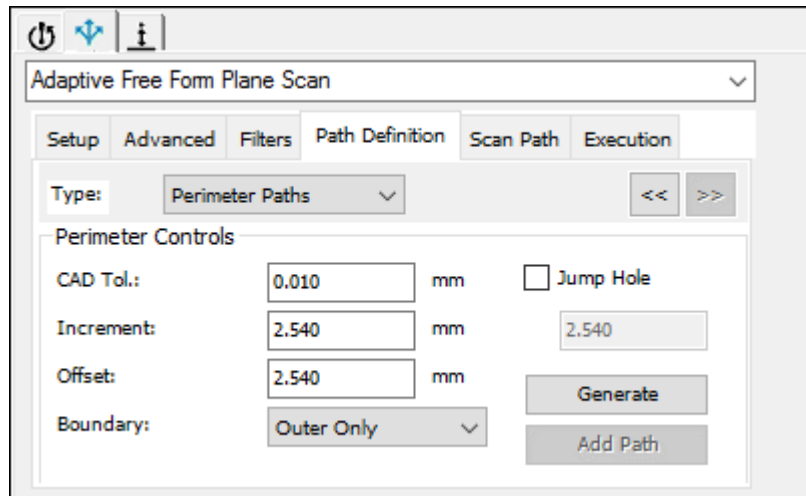 Adaptive Free Form Plane Scan
Setup Advanced Filters Path Definition Scan Path Execution
Type: Perimeter Paths << >>
Perimeter Controls
CAD Tol.: 0.010 mm Jump Hole
Increment: 2.540 mm 2.540
Offset: 2.540 mm
Generate
Boundary: Outer Only
Add Path